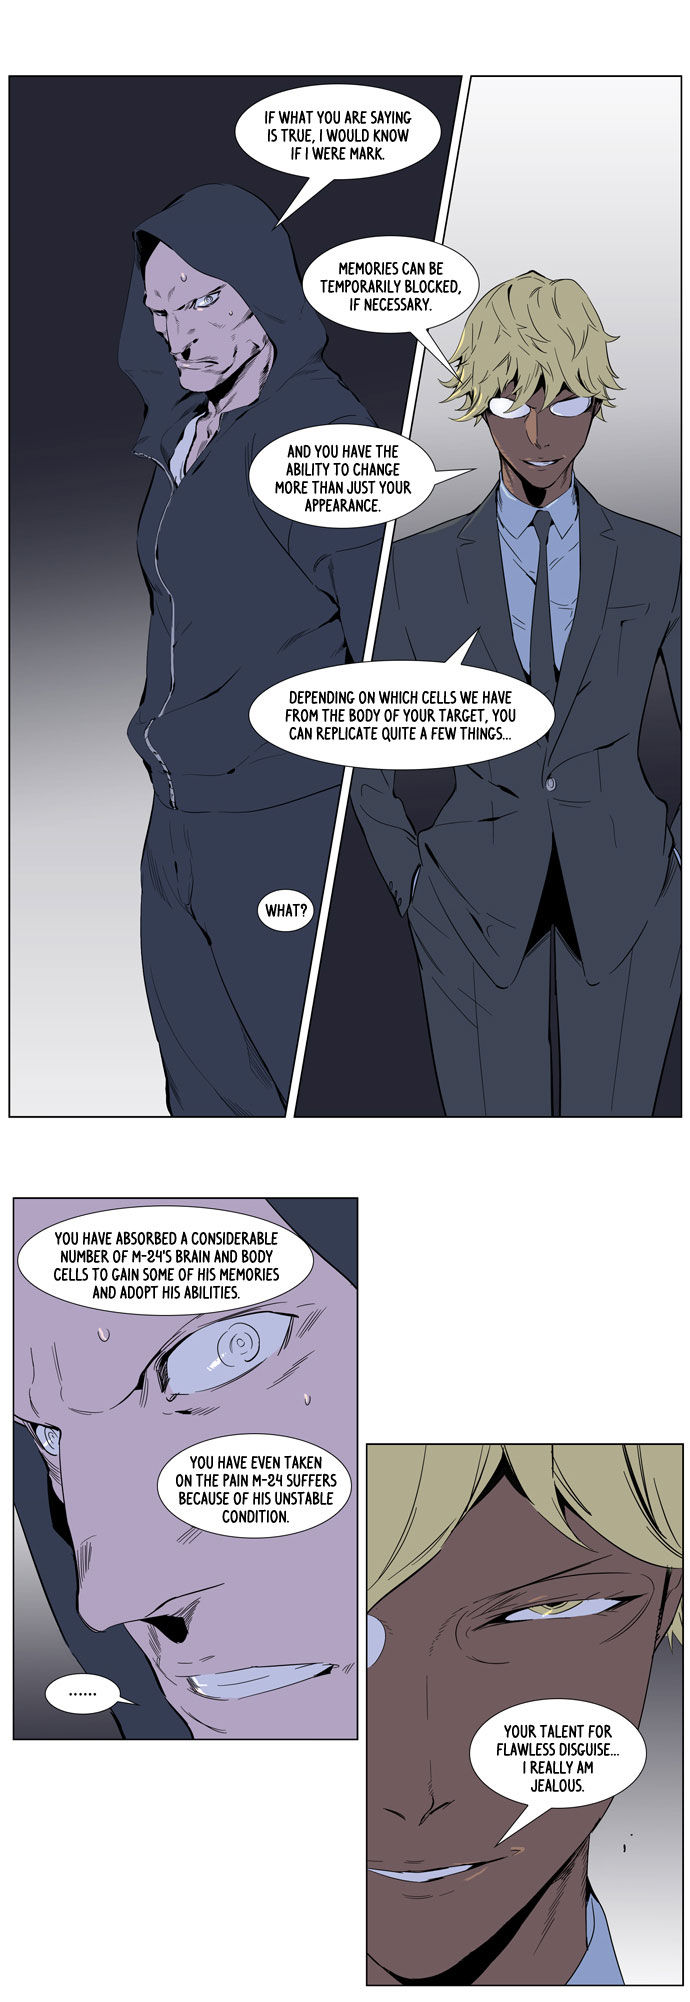 IF WHAT YOU ARE SAYING
IS TRUE, I WOULD KNOW
IF I WERE MARK.
MEMORIES CAN BE
TEMPORARILY BLOCKED,
IF NECESSARY.
AND YOU HAVE THE
ABILITY TO CHANGE
MORE THAN JUST YOUR
APPEARANCE.
DEPENDING ON WHICH CELLS WE HAVE
FROM THE BODY OF YOUR TARGET, YOU
CAN REPLICATE QUITE A FEW THINGS...
WHAT?
YOU HAVE ABSORBED A CONSIDERABLE
NUMBER OF M-24'S BRAIN AND BODY
CELLS TO GAIN SOME OF HIS MEMORIES
AND ADOPT HIS ABILITIES.
YOU HAVE EVEN TAKEN
ON THE PAIN M-24 SUFFERS
BECAUSE OF HIS UNSTABLE
CONDITION.
......
YOUR TALENT FOR
FLAWLESS DISGUISE...
I REALLY AM
JEALOUS.